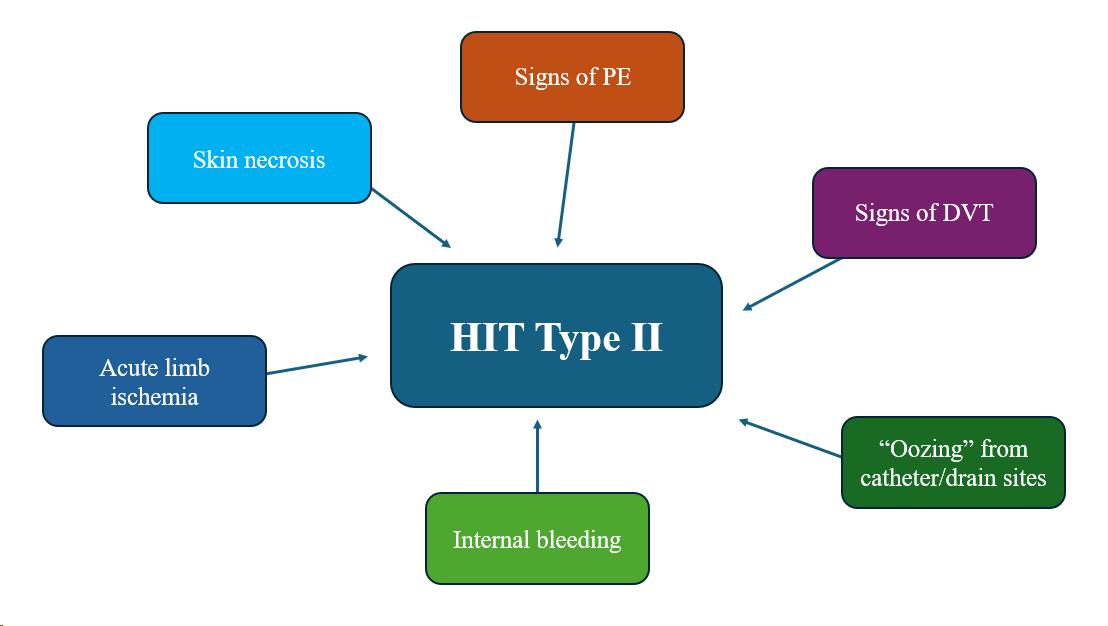 Signs of PE
Skin necrosis
Signs of DVT
HIT Type II
Acute limb
ischemia
“Oozing” from
catheter/drain sites
Internal bleeding